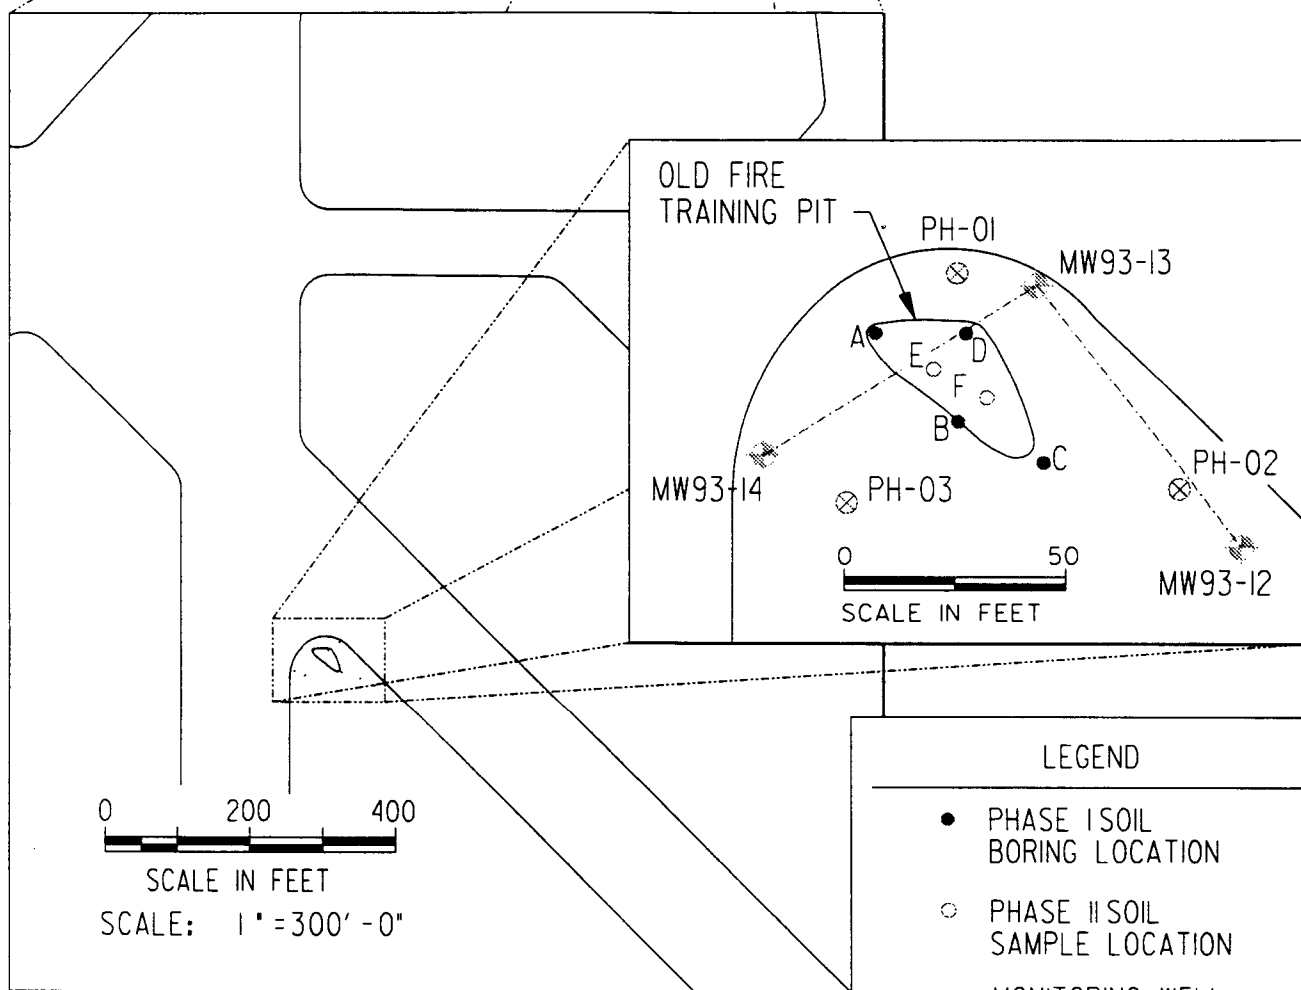 OLD FIRE
TRAINING PIT
PH-01
MW93-13
A
D
E
F
B
C
PH-02
MW93-14
PH-03
0 50
SCALE IN FEET
MW93-12
0 200 400
SCALE IN FEET
SCALE: 1"=300'-0"
LEGEND
PHASE I SOIL
BORING LOCATION
PHASE II SOIL
SAMPLE LOCATION
MONITORING WELL